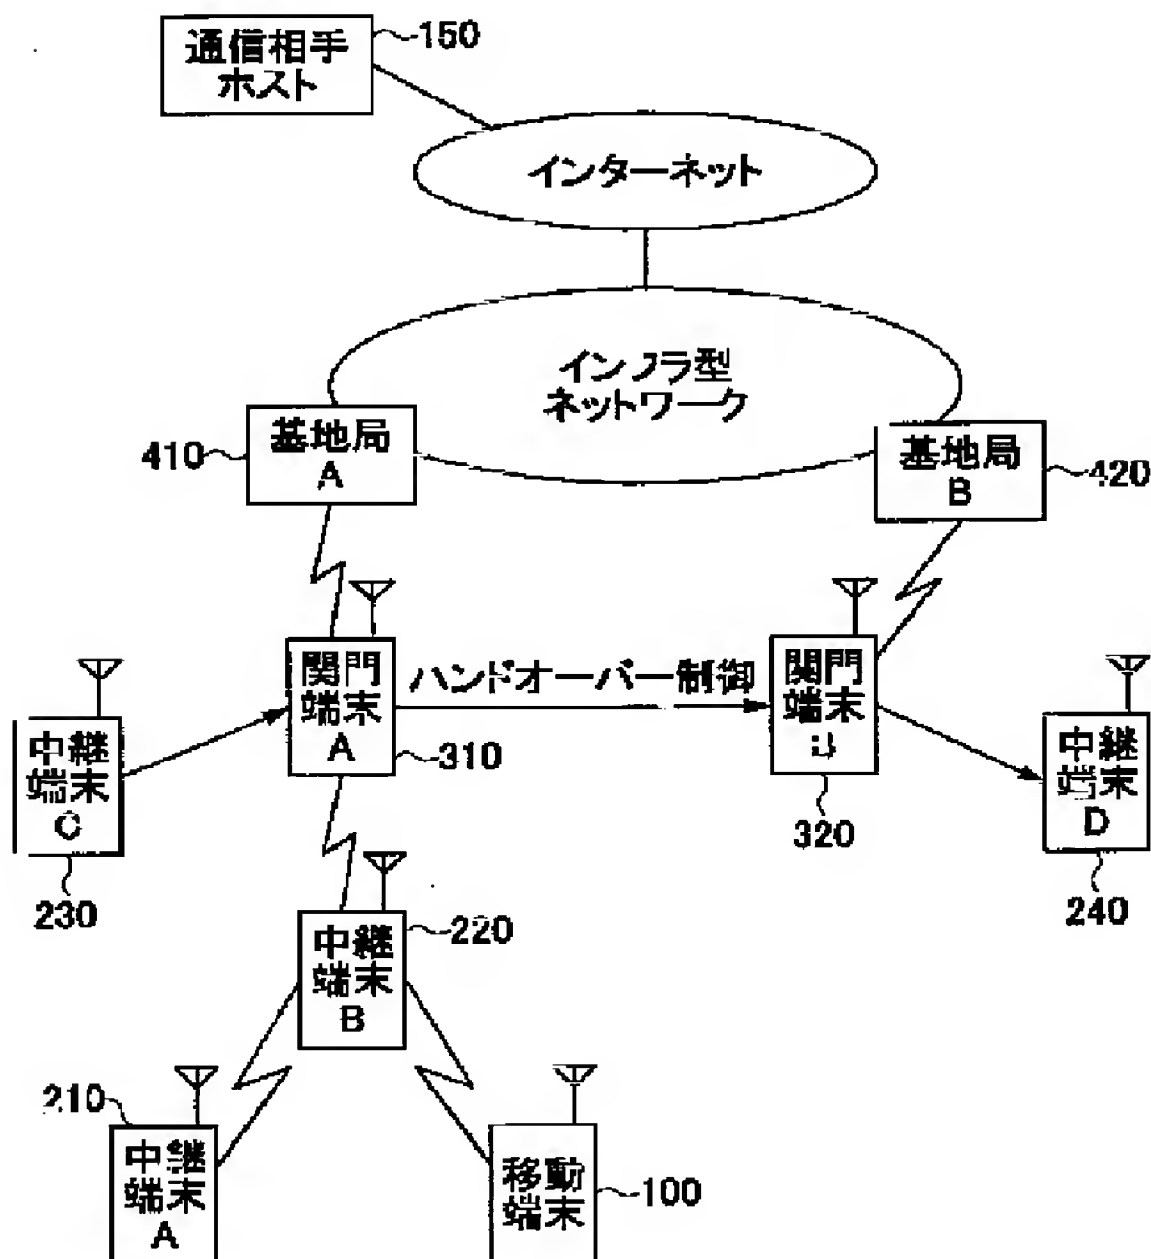 通信相手
ホスト
150
インターネット
インフラ型
ネットワーク
基地局
A
410
基地局
B
420
関門
端末
A
310
ハンドオーバー制御
関門
端末
B
320
中継
端末
C
230
中継
端末
D
240
中継
端末
B
220
210
中継
端末
A
移動
端末
100